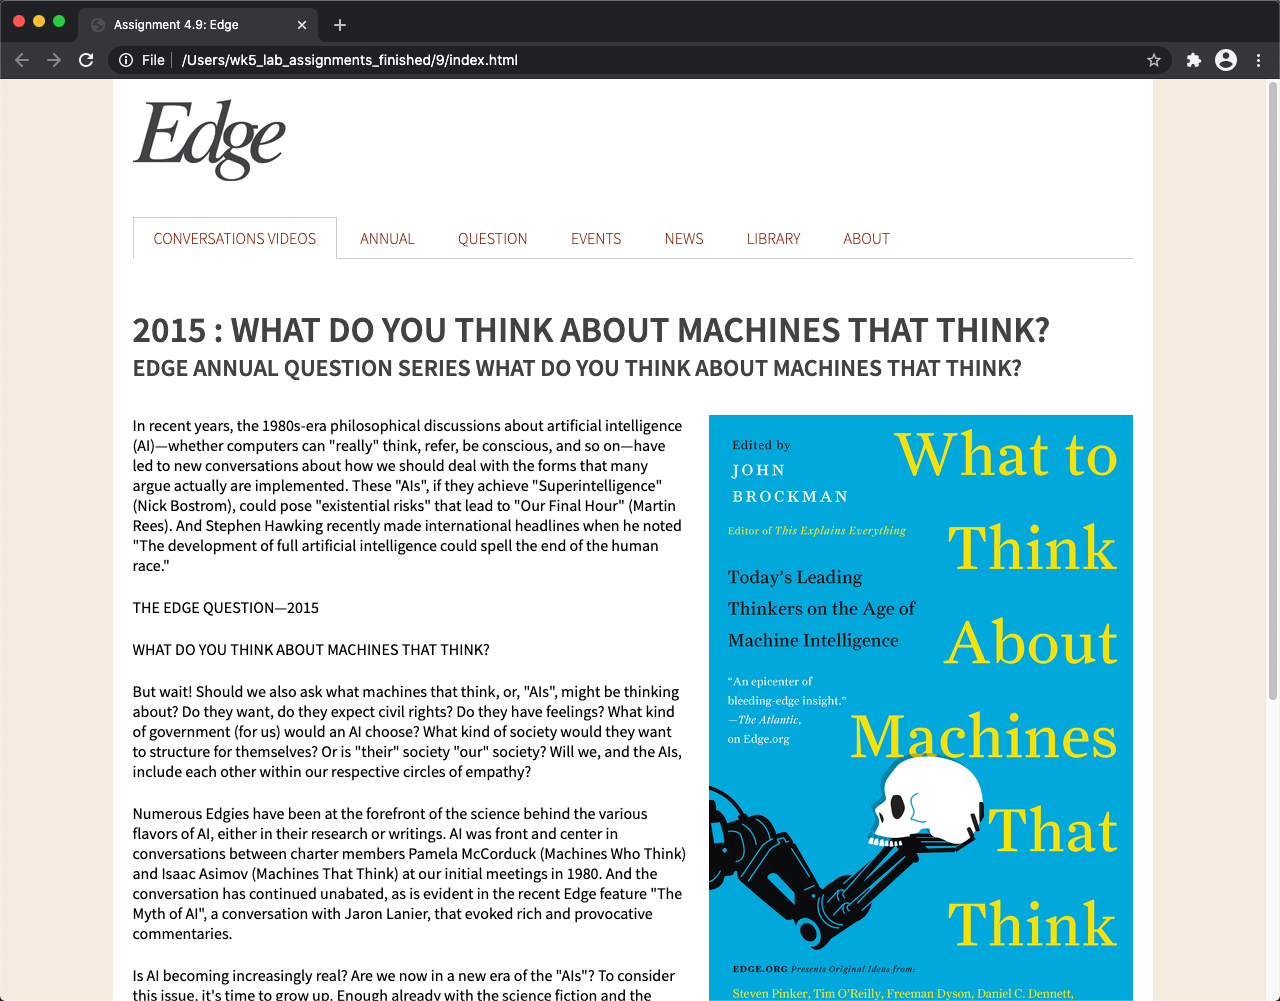 Assignment 4.9: Edge
File /Users/wk5_lab_assignments_finished/9/index.html
Edge
CONVERSATIONS VIDEOS ANNUAL QUESTION EVENTS NEWS LIBRARY ABOUT
2015 : WHAT DO YOU THINK ABOUT MACHINES THAT THINK?
EDGE ANNUAL QUESTION SERIES WHAT DO YOU THINK ABOUT MACHINES THAT THINK?
In recent years, the 1980s-era philosophical discussions about artificial intelligence
(AI)—whether computers can "really" think, refer, be conscious, and so on—have
led to new conversations about how we should deal with the forms that many
argue actually are implemented. These "AIs", if they achieve "Superintelligence"
(Nick Bostrom), could pose "existential risks" that lead to "Our Final Hour" (Martin
Rees). And Stephen Hawking recently made international headlines when he noted
"The development of full artificial intelligence could spell the end of the human
race."
THE EDGE QUESTION—2015
WHAT DO YOU THINK ABOUT MACHINES THAT THINK?
But wait! Should we also ask what machines that think, or, "AIs", might be thinking
about? Do they want, do they expect civil rights? Do they have feelings? What kind
of government (for us) would an AI choose? What kind of society would they want
to structure for themselves? Or is "their" society "our" society? Will we, and the AIs,
include each other within our respective circles of empathy?
Numerous Edgies have been at the forefront of the science behind the various
flavors of AI, either in their research or writings. AI was front and center in
conversations between charter members Pamela McCorduck (Machines Who Think)
and Isaac Asimov (Machines That Think) at our initial meetings in 1980. And the
conversation has continued unabated, as is evident in the recent Edge feature "The
Myth of AI", a conversation with Jaron Lanier, that evoked rich and provocative
commentaries.
Is AI becoming increasingly real? Are we now in a new era of the "AIs"? To consider
this issue, it's time to grow up. Enough already with the science fiction and the
Edited by
JOHN
BROCKMAN
Editor of This Explains Everything
What to
Think
About
Machines
That
Think
Today's Leading
Thinkers on the Age of
Machine Intelligence
“An epicenter of
bleeding-edge insight.”
—The Atlantic,
on Edge.org
EDGE.ORG Presents Original Ideas from:
Steven Pinker, Tim O'Reilly, Freeman Dyson, Daniel C. Dennett,